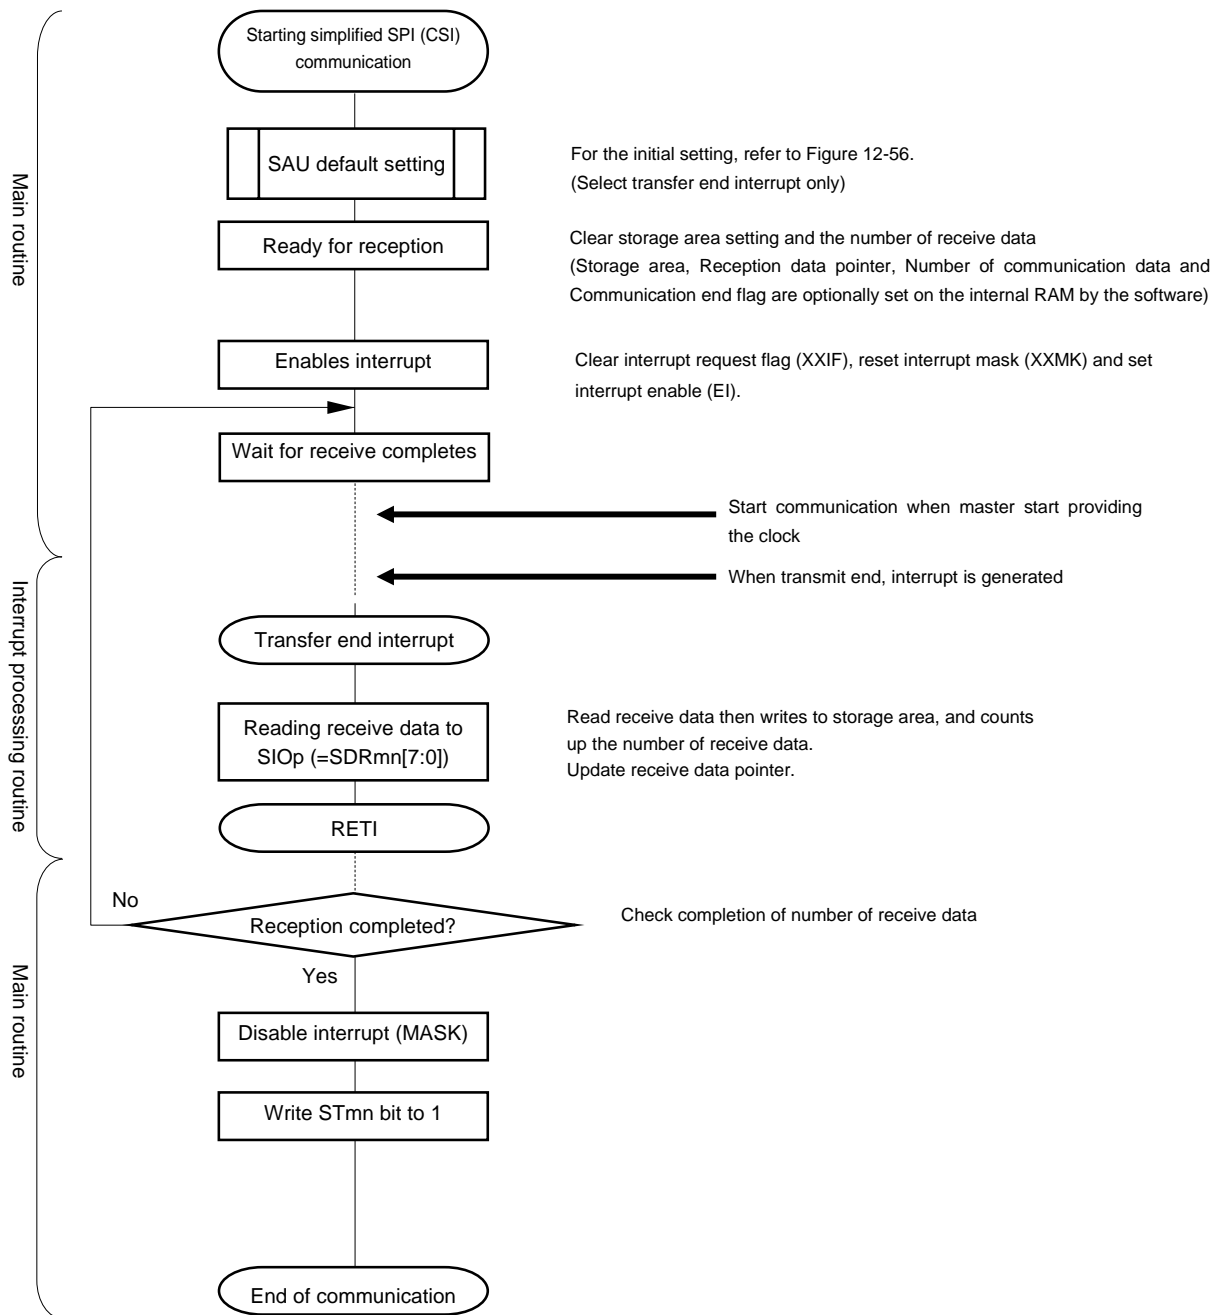 Starting simplified SPI (CSI)
communication
SAU default setting
For the initial setting, refer to Figure 12-56.
(Select transfer end interrupt only)
Main routine
Ready for reception
Clear storage area setting and the number of receive data
(Storage area, Reception data pointer, Number of communication data and
Communication end flag are optionally set on the internal RAM by the software)
Enables interrupt
Clear interrupt request flag (XXIF), reset interrupt mask (XXMK) and set
interrupt enable (EI).
Wait for receive completes
Start communication when master start providing
the clock
When transmit end, interrupt is generated
Interrupt processing routine
Transfer end interrupt
Reading receive data to
SIOp (=SDRmn[7:0])
Read receive data then writes to storage area, and counts
up the number of receive data.
Update receive data pointer.
RETI
No
Reception completed?
Check completion of number of receive data
Yes
Main routine
Disable interrupt (MASK)
Write STmn bit to 1
End of communication